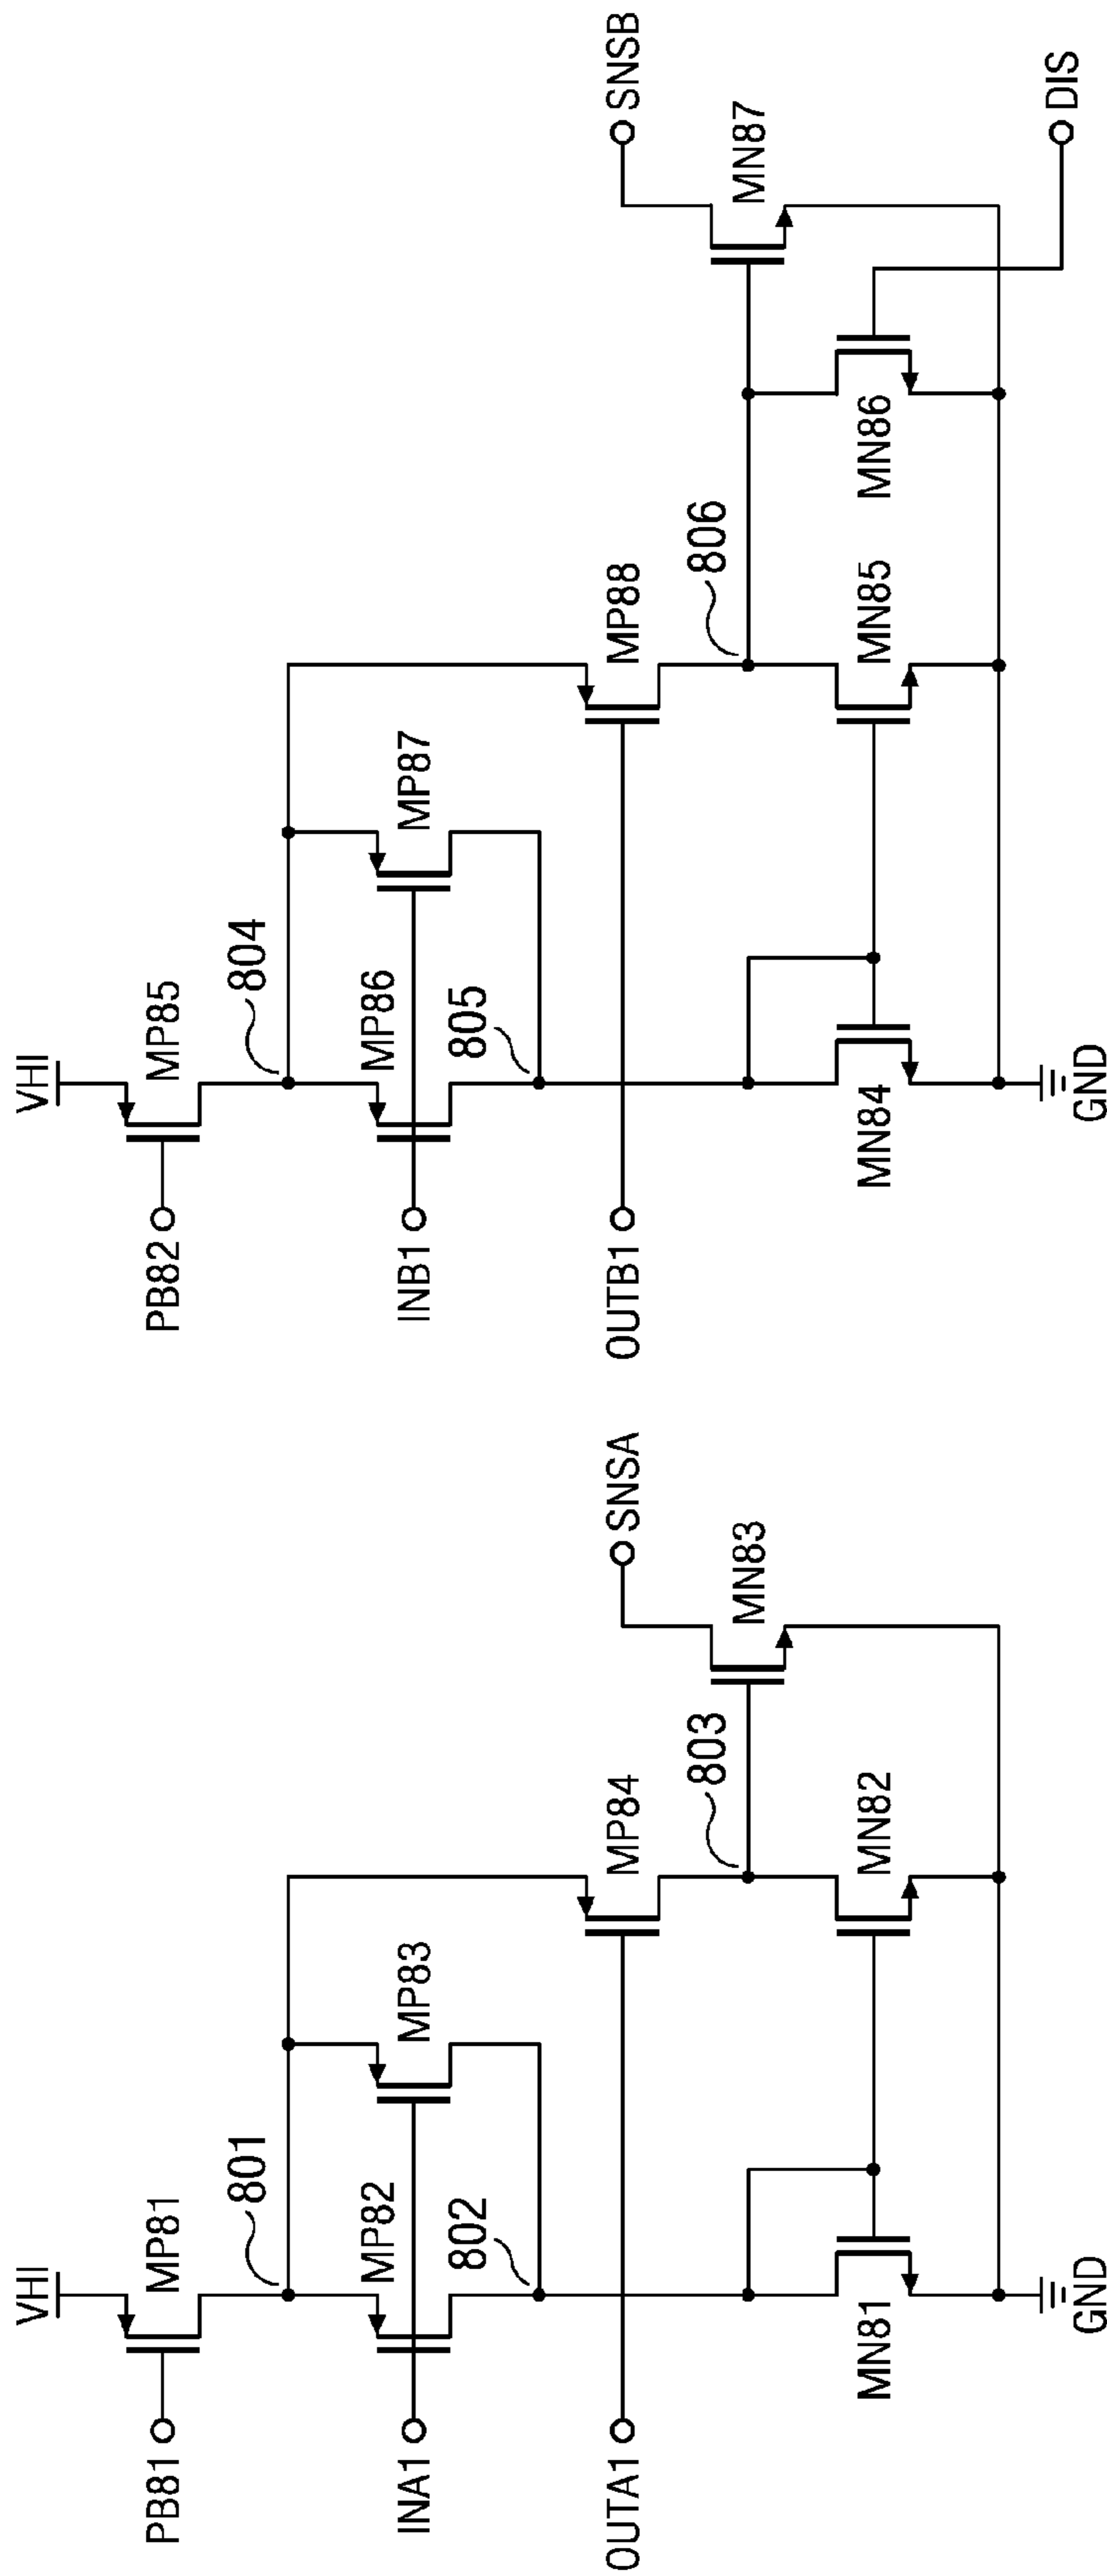 VHI
PB81
MP81
801
INA1
MP82
MP83
802
OUTA1
MP84
803
SNSA
MN83
MN81
MN82
GND
VHI
PB82
MP85
804
INB1
MP86
MP87
805
OUTB1
MP88
806
SNSB
MN87
MN84
MN85
MN86
DIS
GND